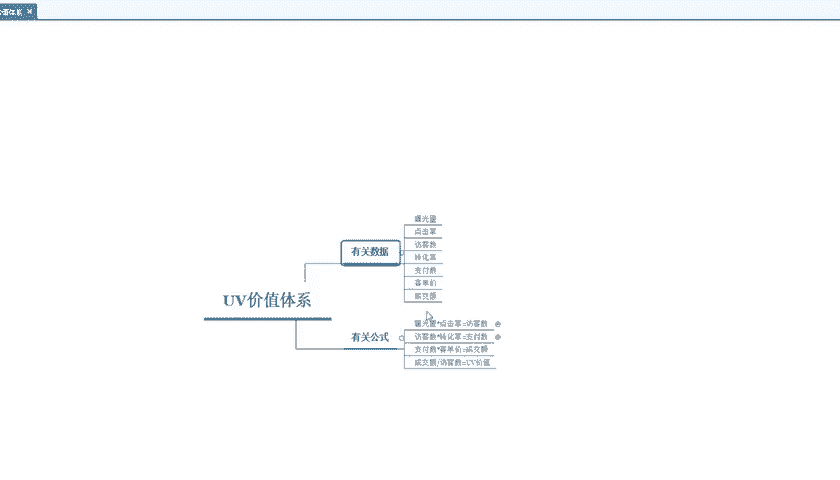 值体系
有关数据
曝光量
点击率
访客数
转化率
支付数
客单价
成交额
UV价值体系
有关公式
曝光量*点击率=访客数
访客数*转化率=支付数
支付数*客单价=成交额
成交额/访客数=UV价值